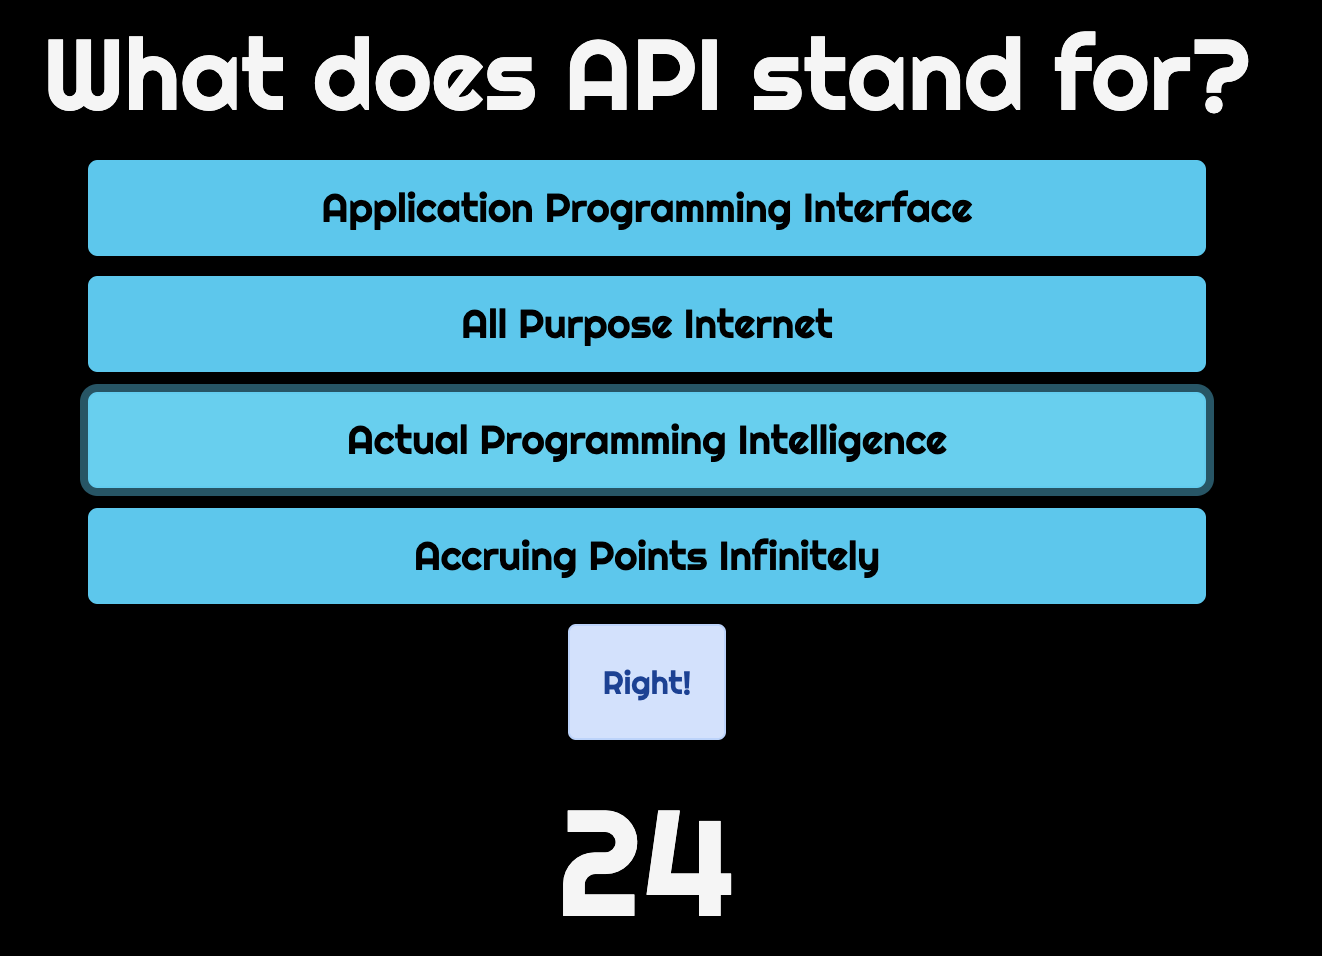 What does API stand for?
Application Programming Interface
All Purpose Internet
Actual Programming Intelligence
Accruing Points Infinitely
Right!
24